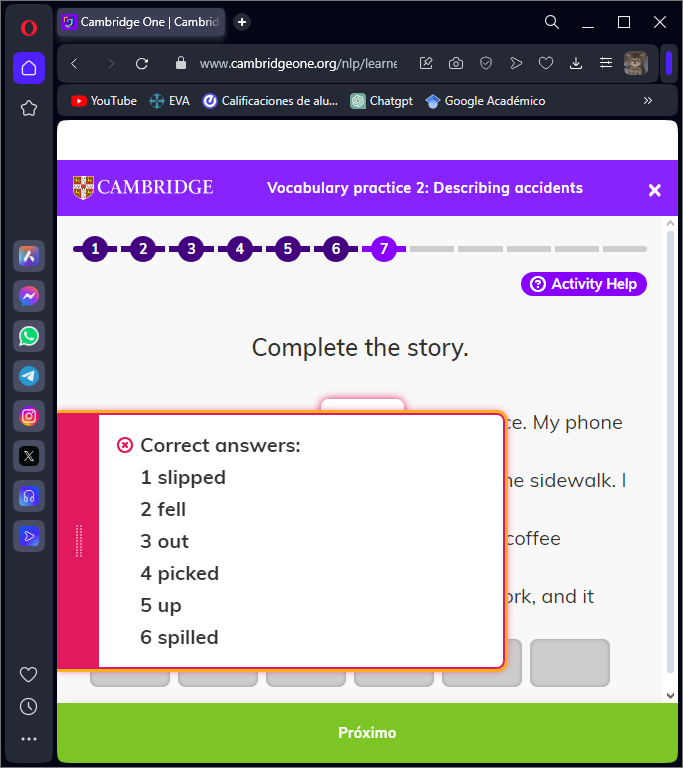 Cambridge One | Cambrid
www.cambridgeone.org/nlp/learne
YouTube
EVA
Calificaciones de alu...
Chatgpt
Google Académico
CAMBRIDGE
Vocabulary practice 2: Describing accidents
1 2 3 4 5 6 7
Activity Help
Complete the story.
ce. My phone
Correct answers:
1 slipped
he sidewalk. I
2 fell
3 out
coffee
4 picked
ork, and it
5 up
6 spilled
Próximo